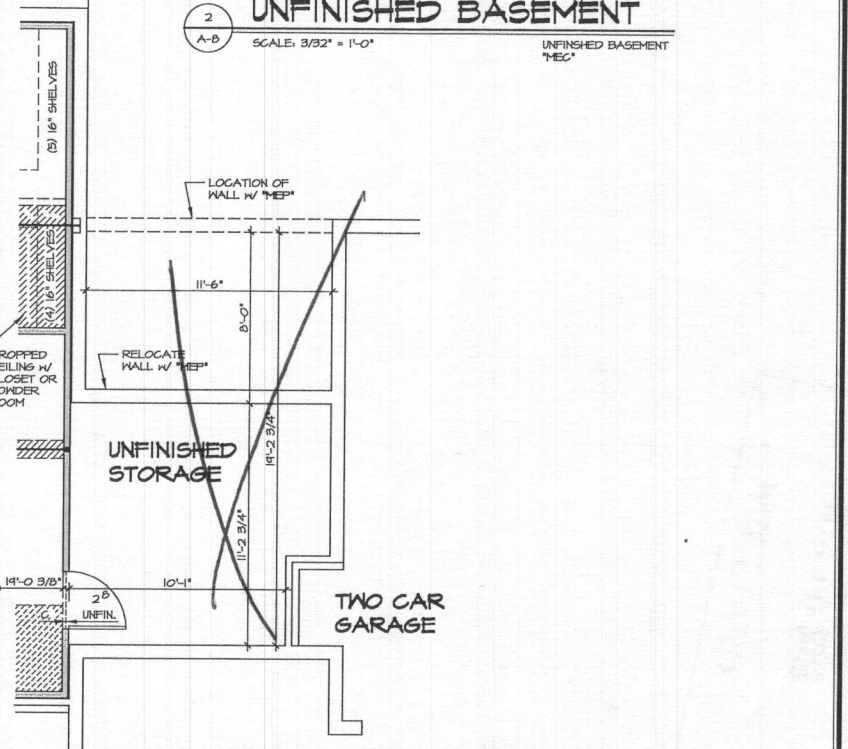 2
A-8
UNFINISHED BASEMENT
SCALE: 3/32" = 1'-0"
UNFINSHED BASEMENT
"MEC"
(5) 16" SHELVES
LOCATION OF
WALL W/ "MEP"
(4) 16" SHELVES
11'-6"
8'-0"
ROPPED
EILING W/
LOSET OR
OWDER
OOM
RELOCATE
WALL W/ "MEP"
UNFINISHED
STORAGE
19'-2 3/4"
11'-2 3/4"
19'-0 3/8"
10'-1"
2⁸
UNFIN.
TWO CAR
GARAGE